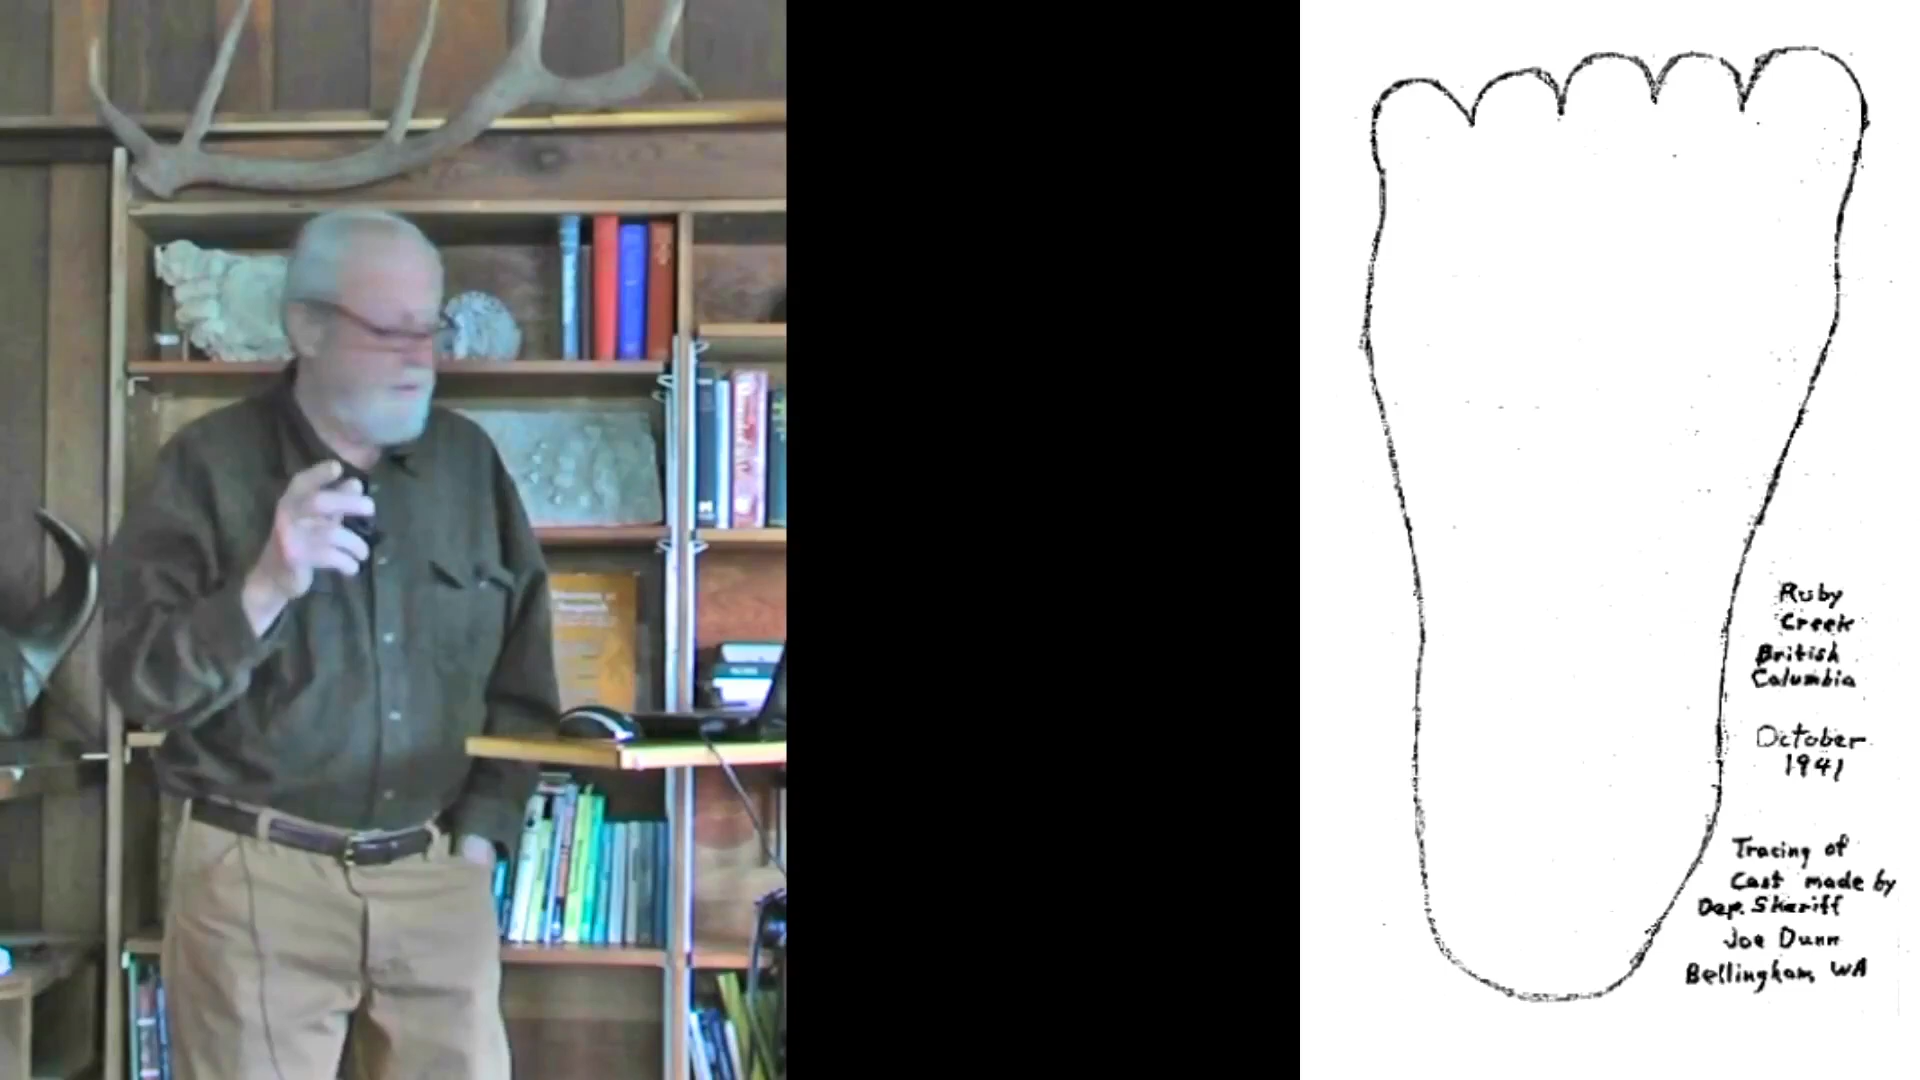 Ruby
Creek
British
Columbia
October
1941
Tracing of
Cast made by
Dep. Sheriff
Joe Dunn
Bellingham, WA